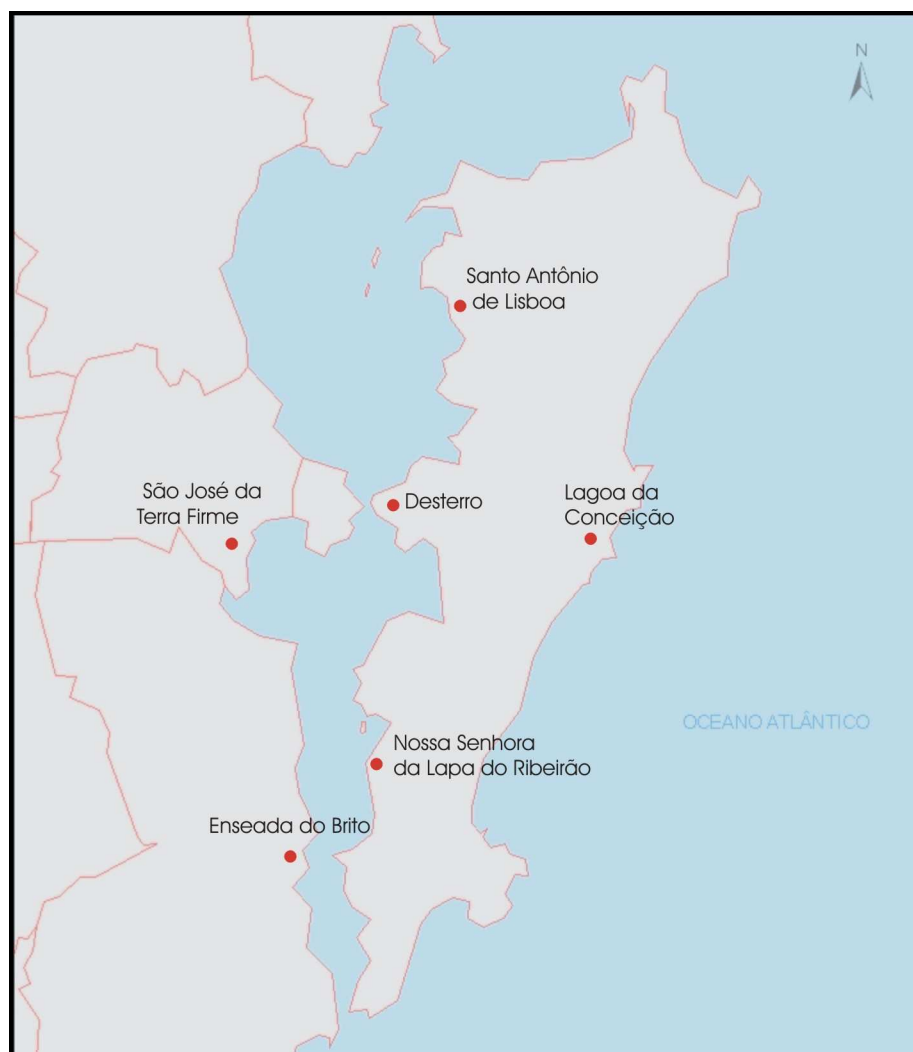 N
Santo Antônio
de Lisboa
São José da
Terra Firme
Desterro
Lagoa da
Conceição
OCEANO ATLÂNTICO
Nossa Senhora
da Lapa do Ribeirão
Enseada do Brito